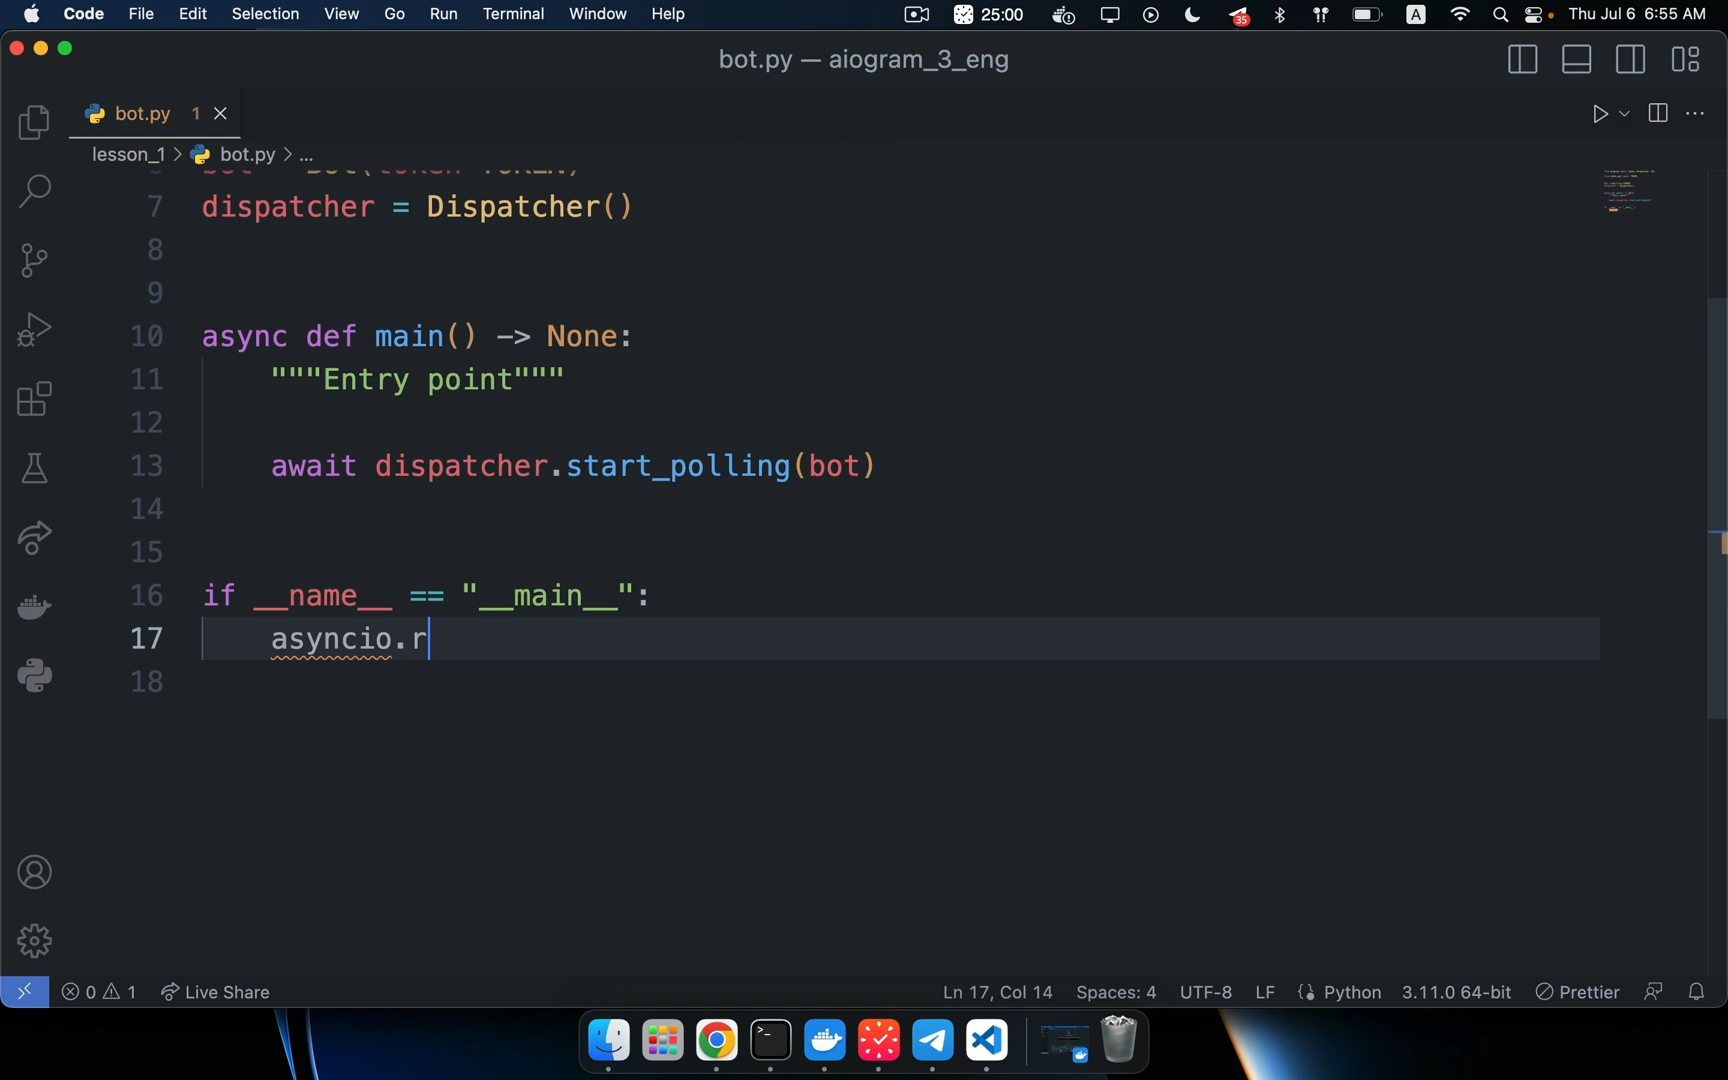 Code File Edit Selection View Go Run Terminal Window Help 25:00 35 A Thu Jul 6 6:55 AM
bot.py — aiogram_3_eng
bot.py 1
lesson_1 > bot.py > ...
7 dispatcher = Dispatcher()
8
9
10 async def main() -> None:
11 """Entry point"""
12
13 await dispatcher.start_polling(bot)
14
15
16 if __name__ == "__main__":
17 asyncio.r
18
0 1 Live Share Ln 17, Col 14 Spaces: 4 UTF-8 LF Python 3.11.0 64-bit Prettier